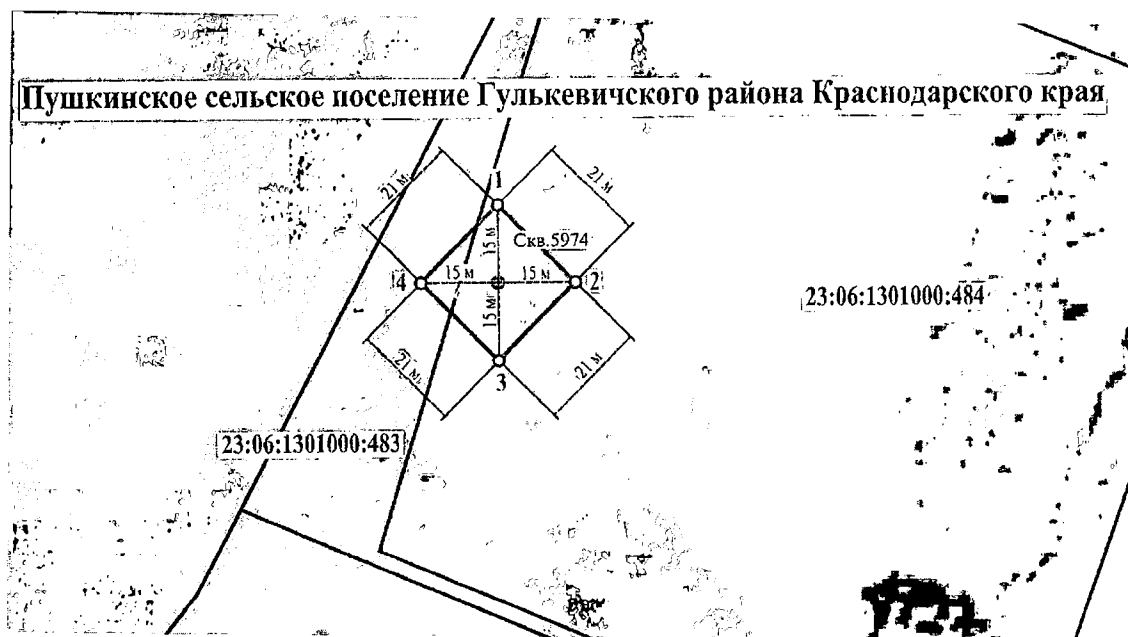 Пушкинское сельское поселение Гулькевичского района Краснодарского края
1
21 м
21 м
15 м
Скв.5974
4
15 м
15 м
2
23:06:1301000:484
15 м
21 м
3
21 м
23:06:1301000:483